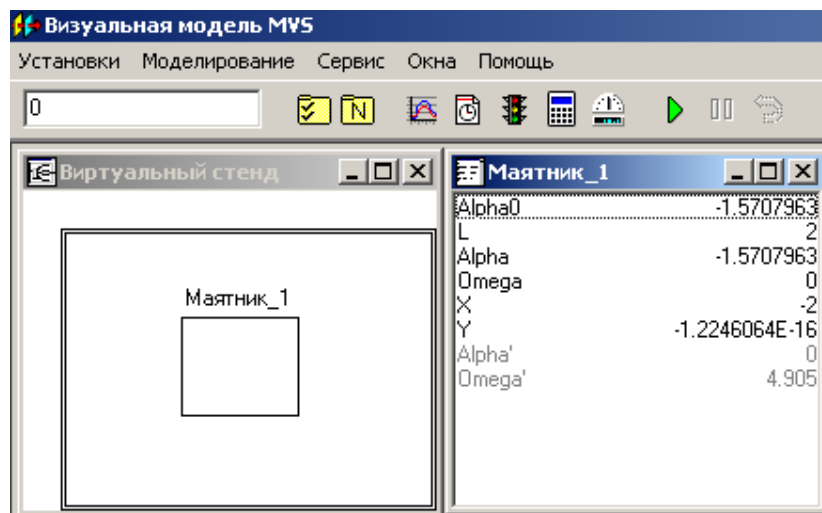 Визуальная модель MVS
Установки Моделирование Сервис Окна Помощь
0
N
Виртуальный стенд
Маятник_1
Маятник_1
Alpha0 -1.5707963
L 2
Alpha -1.5707963
Omega 0
X -2
Y -1.2246064E-16
Alpha' 0
Omega' 4.905